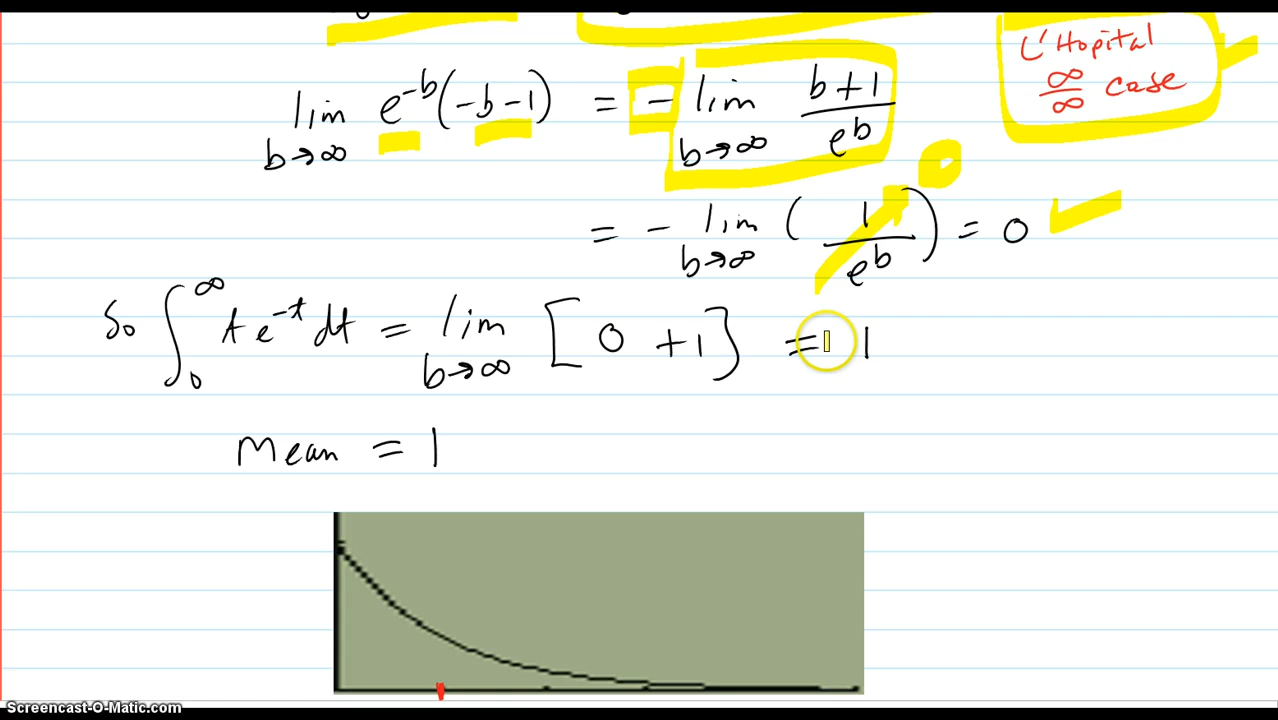 L'Hopital
∞/∞ case
lim b→∞ e^{-b}(-b-1) = - lim b→∞ (b+1)/e^b
0
= - lim b→∞ (1/e^b) = 0
So ∫_0^∞ te^{-t} dt = lim b→∞ [0 +1] = 1
Mean = 1
Screencast-O-Matic.com